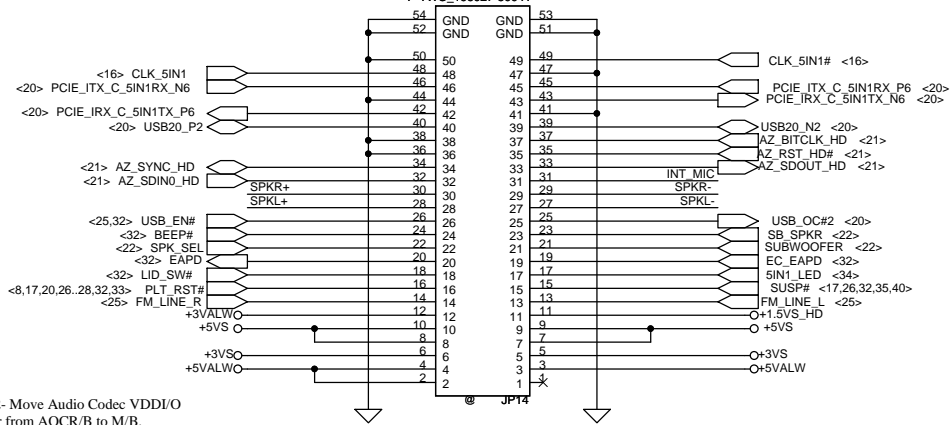 54 GND GND 53
52 GND GND 51
50 50 49 49 CLK_5IN1# <16>
<16> CLK_5IN1 48 48 47 47
<20> PCIE_ITX_C_5IN1RX_N6 46 46 45 45 PCIE_ITX_C_5IN1RX_P6 <20>
44 44 43 43 PCIE_IRX_C_5IN1TX_N6 <20>
<20> PCIE_IRX_C_5IN1TX_P6 42 42 41 41
<20> USB20_P2 40 40 39 39 USB20_N2 <20>
38 38 37 37 AZ_BITCLK_HD <21>
36 36 35 35 AZ_RST_HD# <21>
<21> AZ_SYNC_HD 34 34 33 33 AZ_SDOUT_HD <21>
<21> AZ_SDIN0_HD 32 32 31 31 INT_MIC
SPKR+ 30 30 29 29 SPKR-
SPKL+ 28 28 27 27 SPKL-
<25,32> USB_EN# 26 26 25 25 USB_OC#2 <20>
<32> BEEP# 24 24 23 23 SB_SPKR <22>
<22> SPK_SEL 22 22 21 21 SUBWOOFER <22>
<32> EAPD 20 20 19 19 EC_EAPD <32>
<32> LID_SW# 18 18 17 17 5IN1_LED <34>
<8,17,20,26..28,32,33> PLT_RST# 16 16 15 15 SUSP# <17,26,32,35,40>
<25> FM_LINE_R 14 14 13 13 FM_LINE_L <25>
+3VALW 12 12 11 11 +1.5VS_HD
+5VS 10 10 9 9 +5VS
8 8 7 7
+3VS 6 6 5 5 +3VS
+5VALW 4 4 3 3 +5VALW
2 2 1 1
@ JP14
- Move Audio Codec VDDI/O
from AOCR/B to M/B.